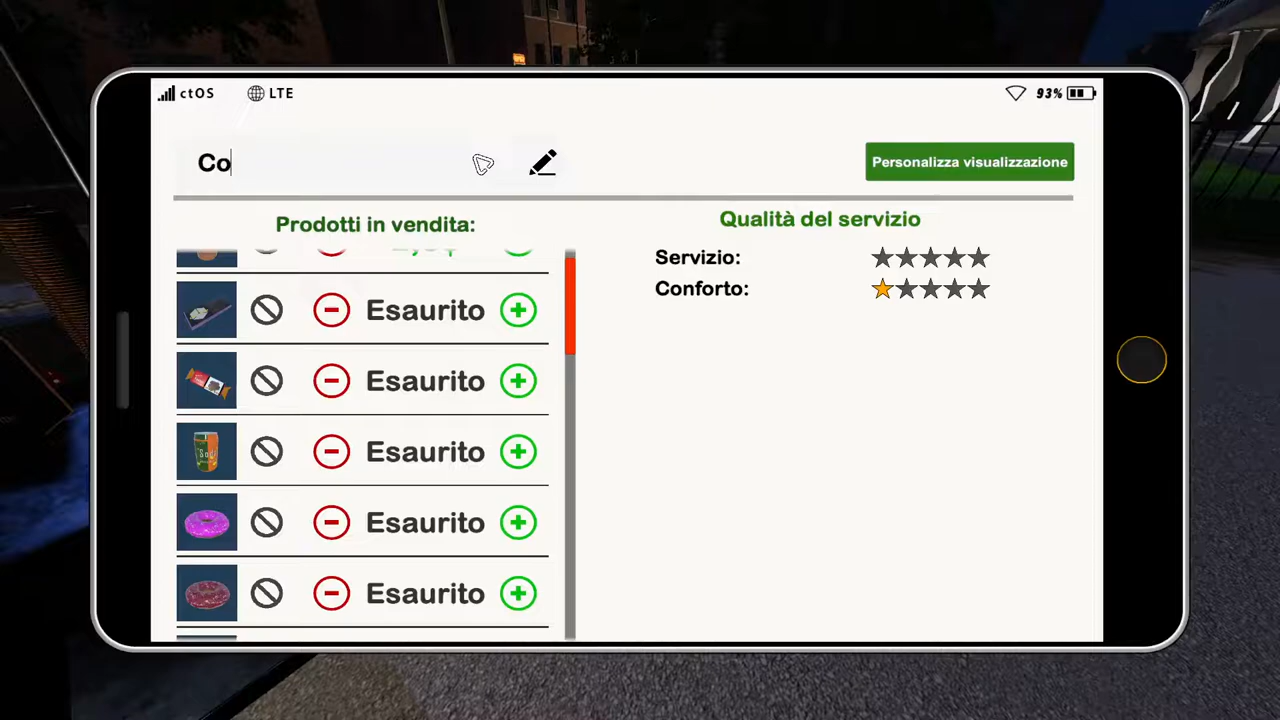 ctOS LTE 93%
Co
Personalizza visualizzazione
Prodotti in vendita:
Esaurito
Esaurito
Soda
Esaurito
Esaurito
Esaurito
Qualità del servizio
Servizio:
Conforto: